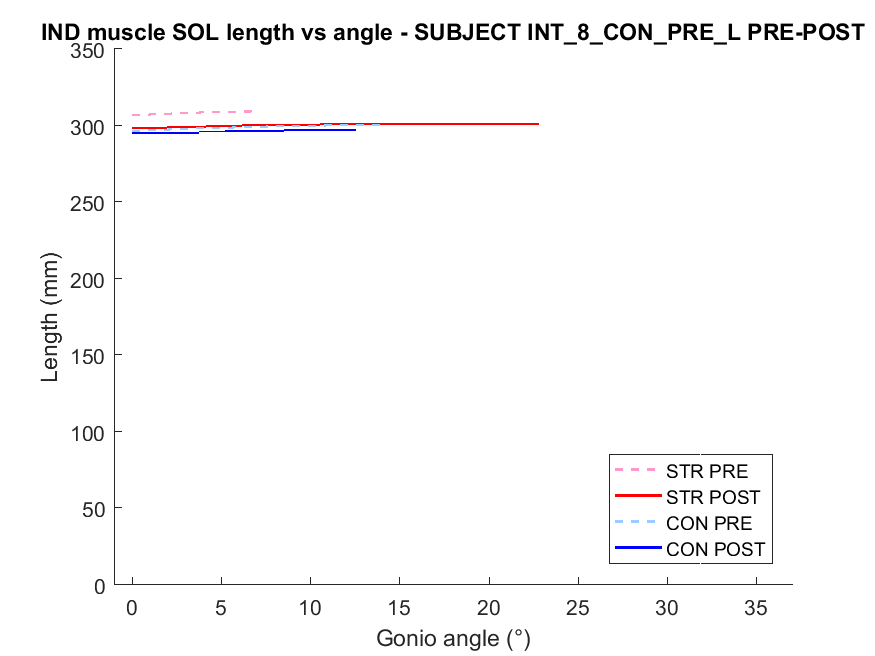 IND muscle SOL length vs angle - SUBJECT INT_8_CON_PRE_L PRE-POST
350
300
250
200
150
100
50
0
Length (mm)
STR PRE
STR POST
CON PRE
CON POST
0 5 10 15 20 25 30 35
Gonio angle (°)